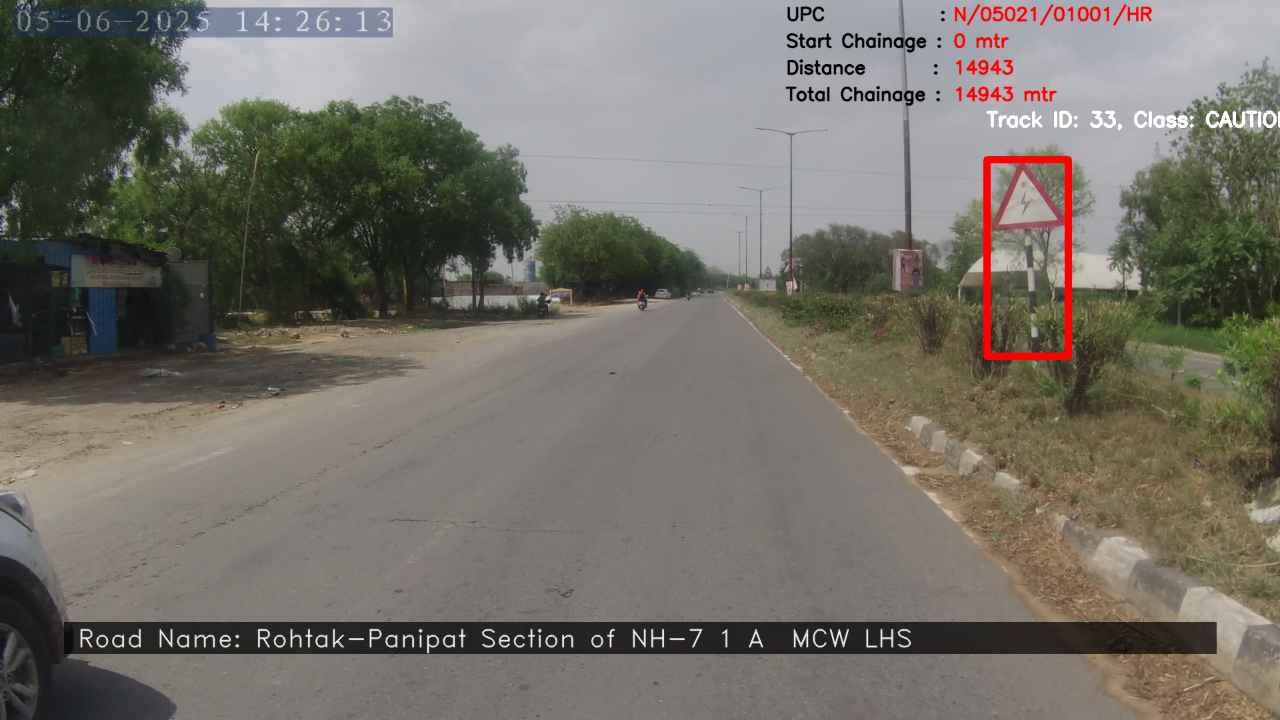 05-06-2025 14:26:13
UPC : N/05021/01001/HR
Start Chainage : 0 mtr
Distance : 14943
Total Chainage : 14943 mtr
Track ID: 33, Class: CAUTIO
Road Name: Rohtak-Panipat Section of NH-7 1 A MCW LHS